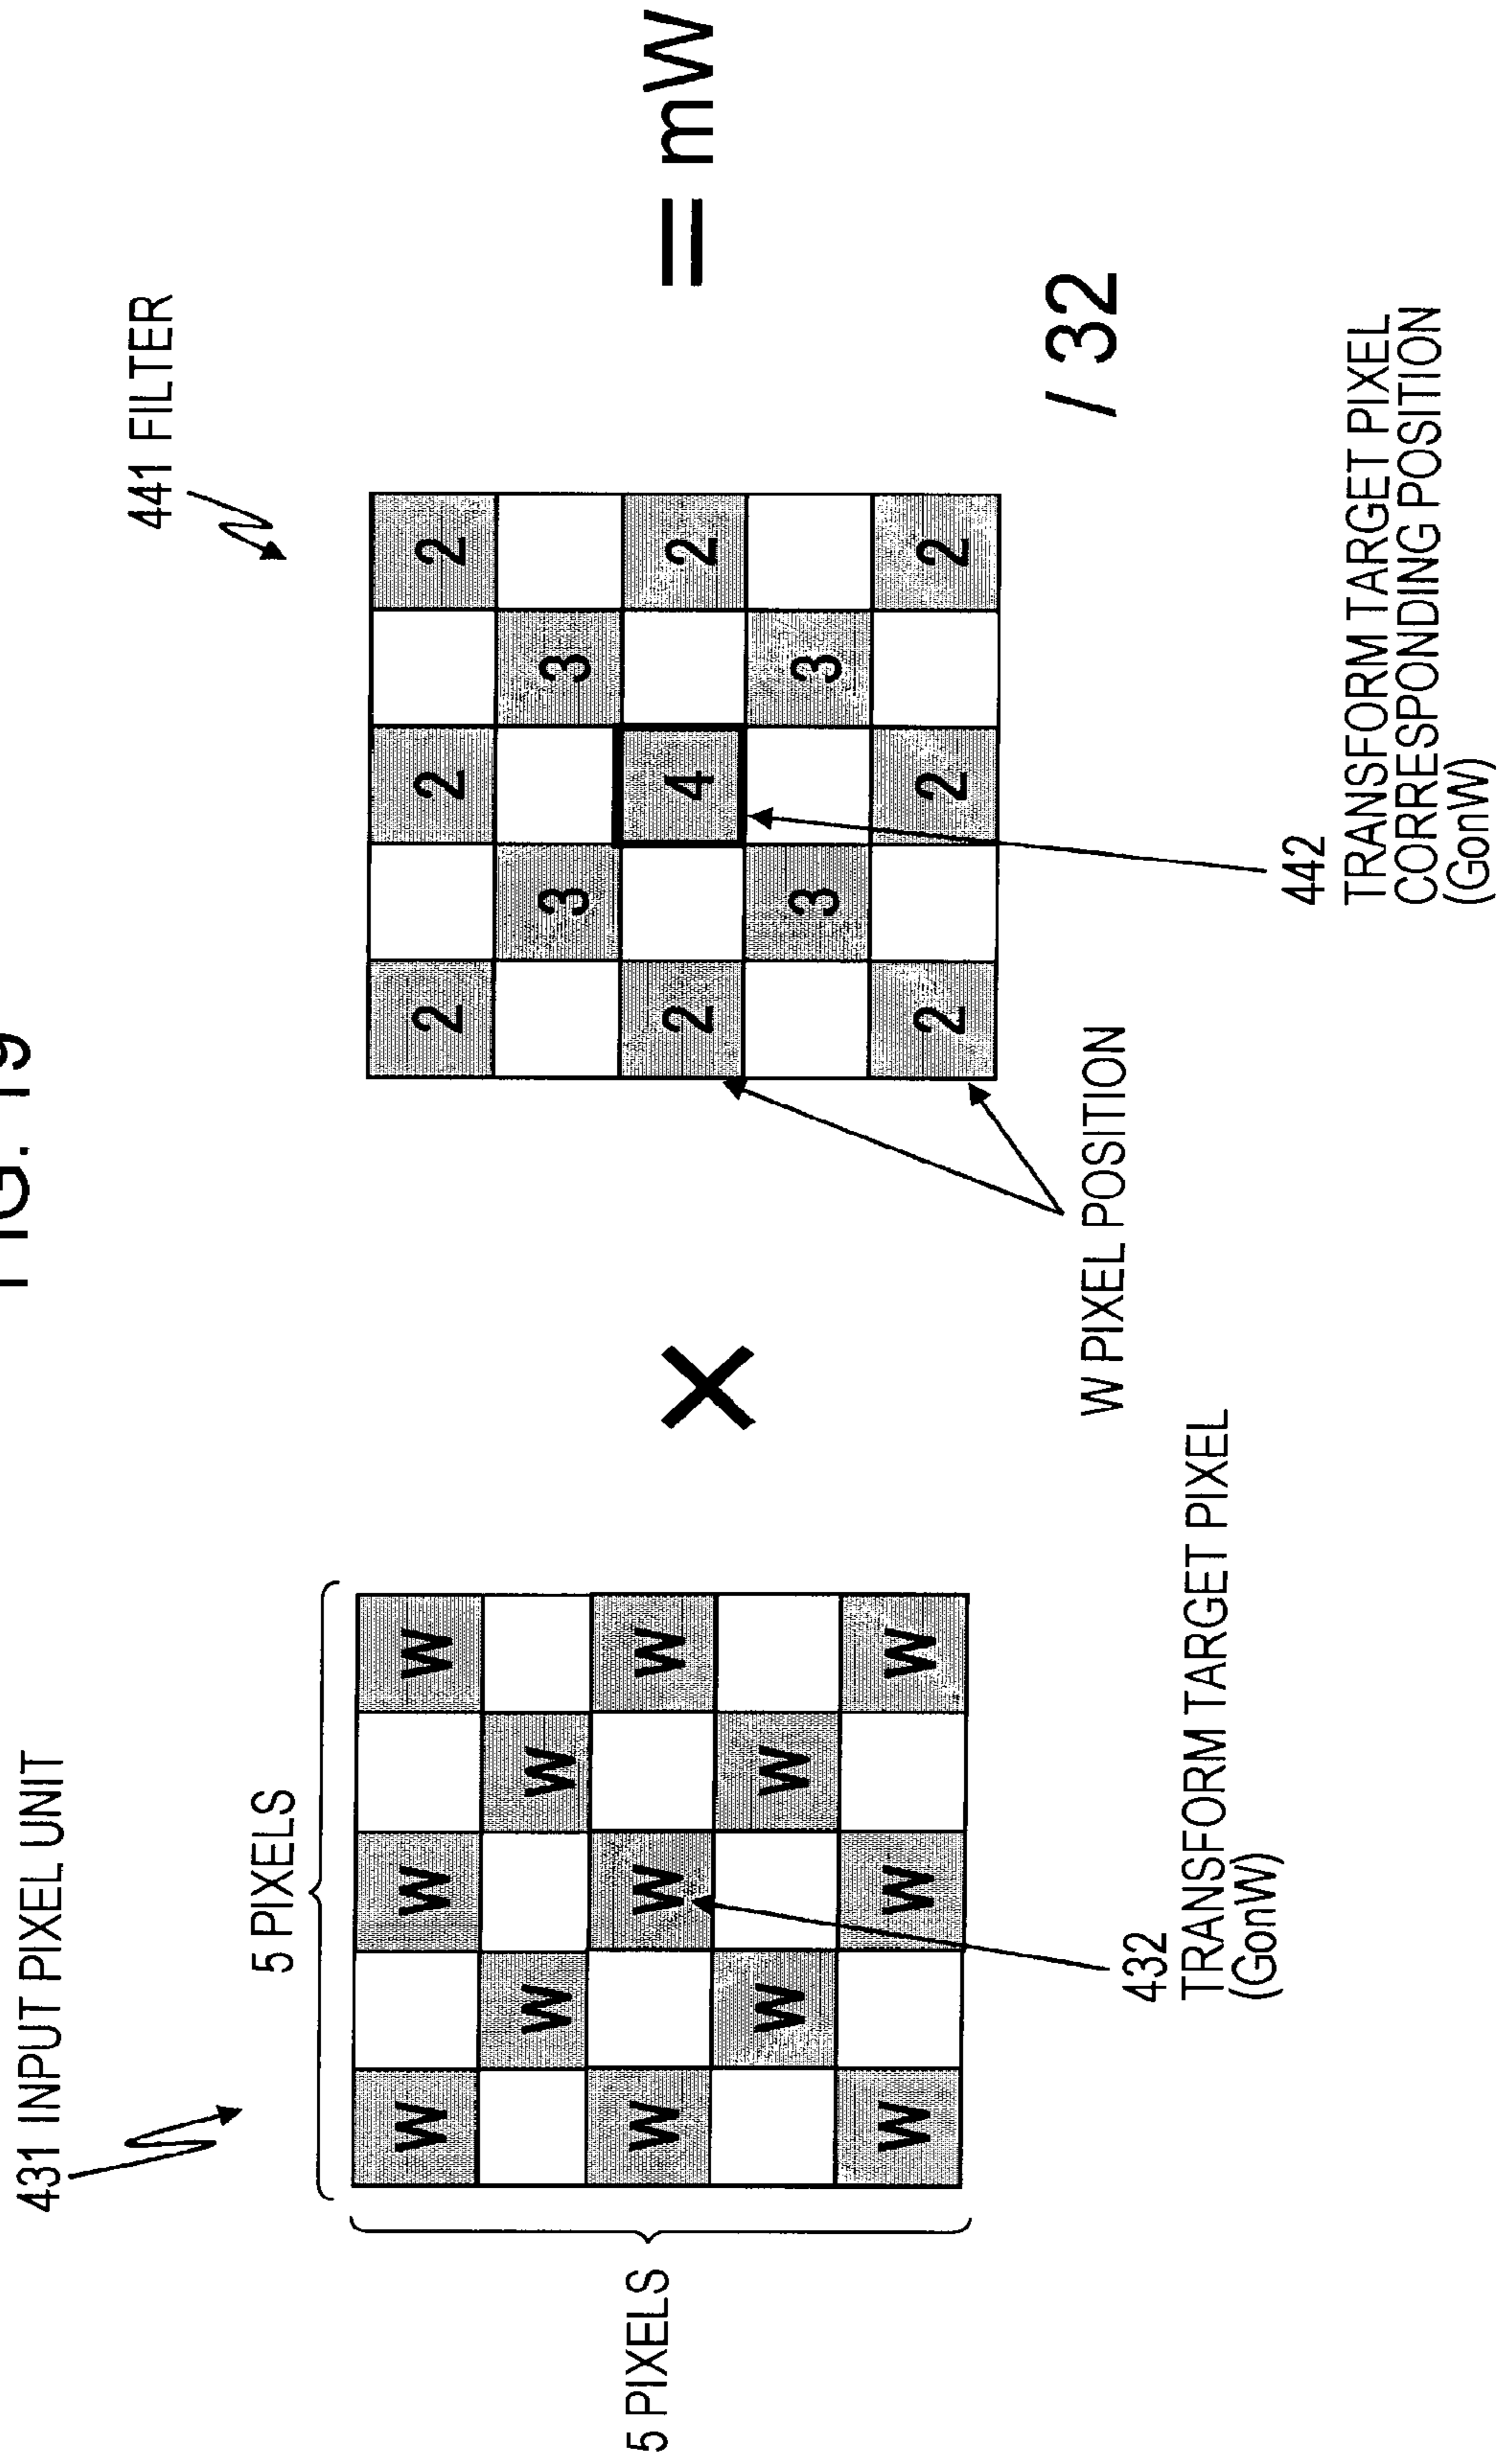 FIG. 19
431 INPUT PIXEL UNIT
5 PIXELS
5 PIXELS
W W W
W W
W W W
W W
W W W
432
TRANSFORM TARGET PIXEL
(GonW)
×
441 FILTER
2 2 2
3 3
2 4 2
3 3
2 2 2
/ 32
= mW
W PIXEL POSITION
442
TRANSFORM TARGET PIXEL
CORRESPONDING POSITION
(GonW)